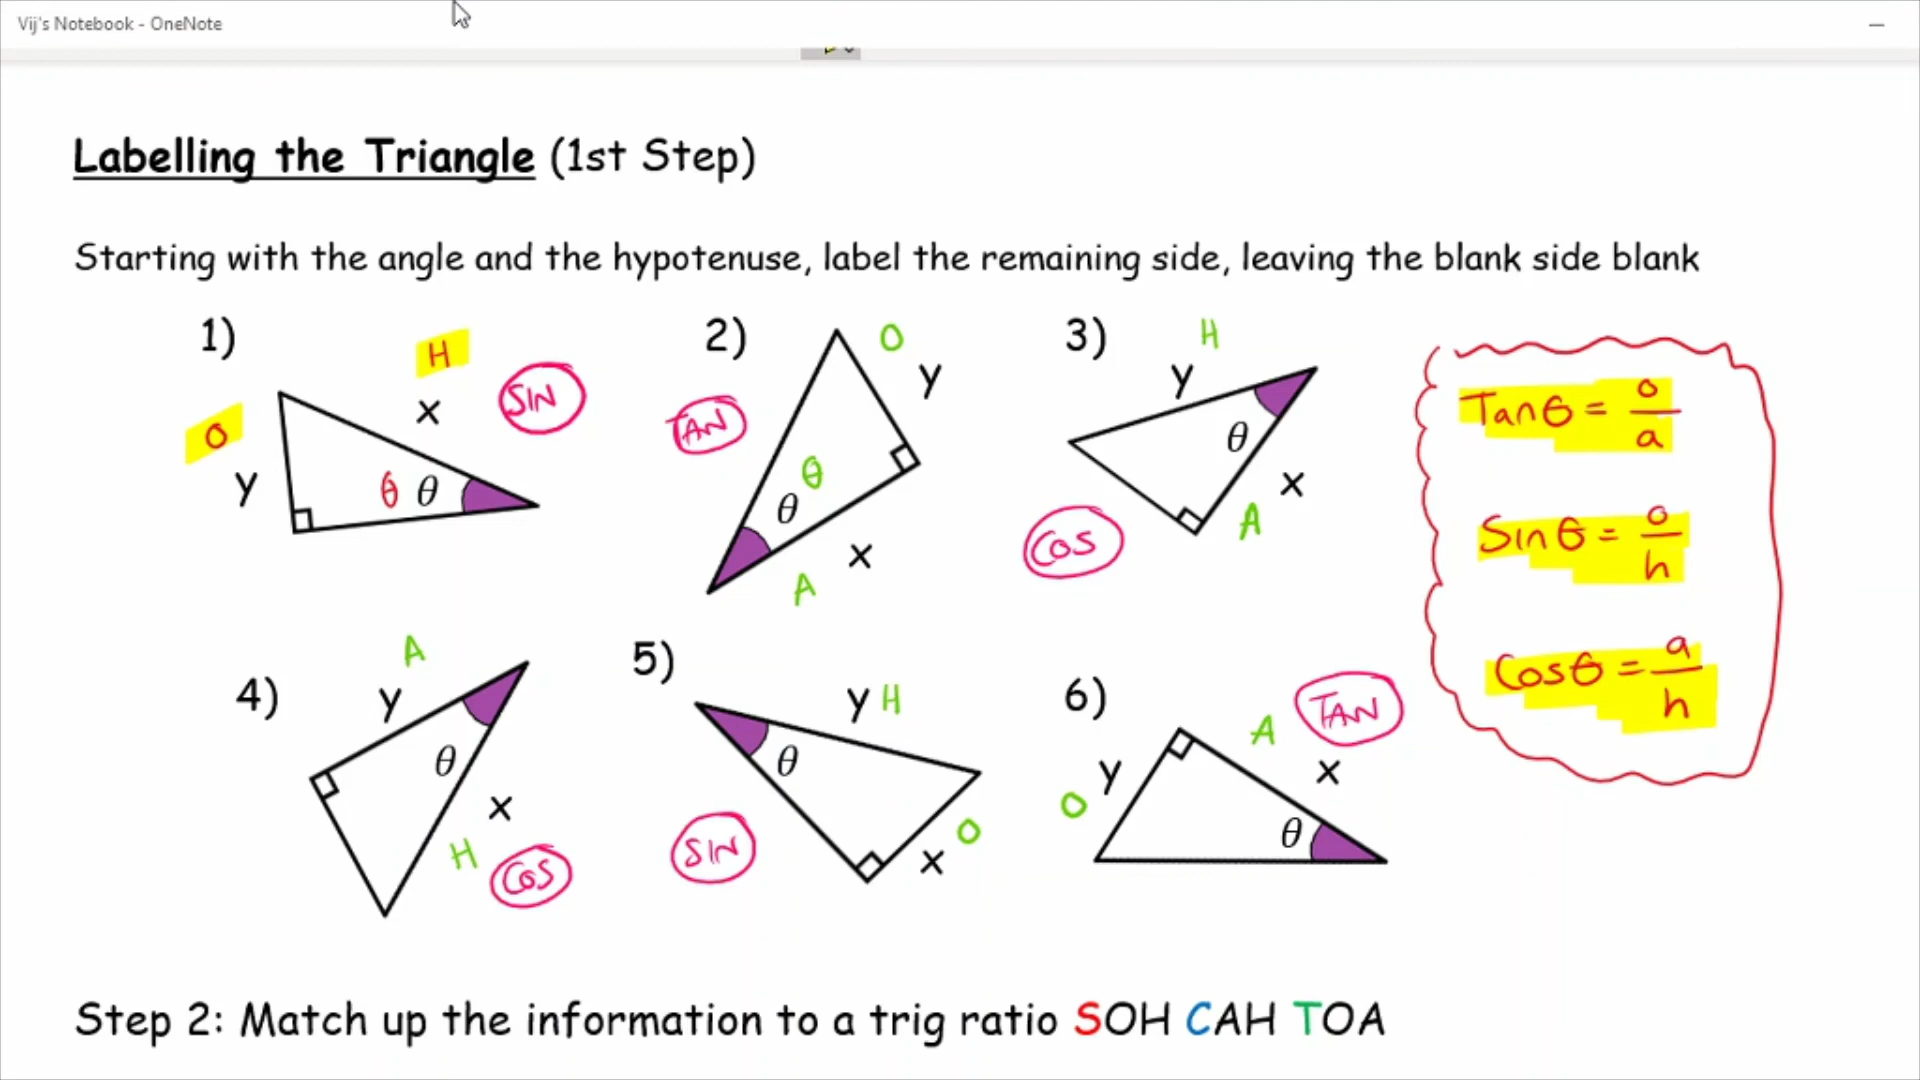 Vij's Notebook - OneNote
Labelling the Triangle (1st Step)
Starting with the angle and the hypotenuse, label the remaining side, leaving the blank side blank
1)
H
x
SIN
O
y
θ θ
2)
O
y
TAN
θ
θ
x
A
3)
H
y
θ
x
A
COS
Tanθ = o/a
Sinθ = o/h
Cosθ = a/h
4)
A
y
θ
x
H
COS
5)
y H
θ
SIN
O
x
6)
A
TAN
y
x
O
θ
Step 2: Match up the information to a trig ratio SOH CAH TOA